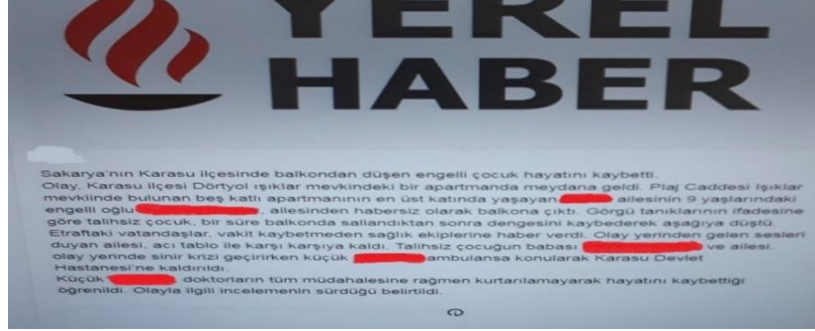 YEREL
HABER
Sakarya'nın Karasu ilçesinde balkondan düşen engelli çocuk hayatını kaybetti.
Olay, Karasu ilçesi Dörtyol ışıklar mevkindeki bir apartmanda meydana geldi. Plaj Caddesi Işıklar
mevkiinde bulunan beş katlı apartmanının en üst katında yaşayan ailesinin 9 yaşlarındaki
engelli oğlu , ailesinden habersiz olarak balkona çıktı. Görgü tanıklarının ifadesine
göre talihsiz çocuk, bir süre balkonda sallandıktan sonra dengesini kaybederek aşağıya düştü.
Etraftaki vatandaşlar, vakit kaybetmeden sağlık ekiplerine haber verdi. Olay yerinden gelen sesleri
duyan ailesi, acı tablo ile karşı karşıya kaldı. Talihsiz çocuğun babası ve ailesi,
olay yerinde sinir krizi geçirirken küçük ambulansa konularak Karasu Devlet
Hastanesi'ne kaldırıldı.
Küçük , doktorların tüm müdahalesine rağmen kurtarılamayarak hayatını kaybettiği
öğrenildi. Olayla ilgili incelemenin sürdüğü belirtildi.